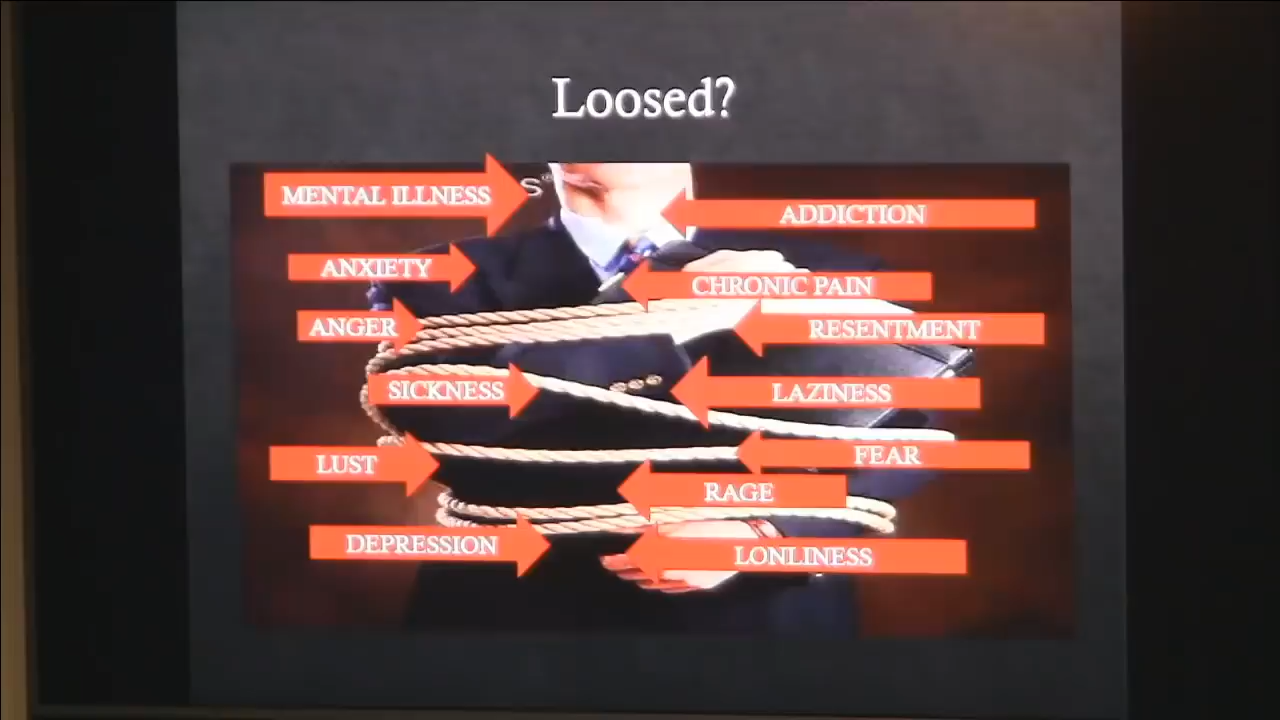 Loosed?
MENTAL ILLNESS
ADDICTION
ANXIETY
CHRONIC PAIN
ANGER
RESENTMENT
SICKNESS
LAZINESS
LUST
FEAR
RAGE
DEPRESSION
LONLINESS